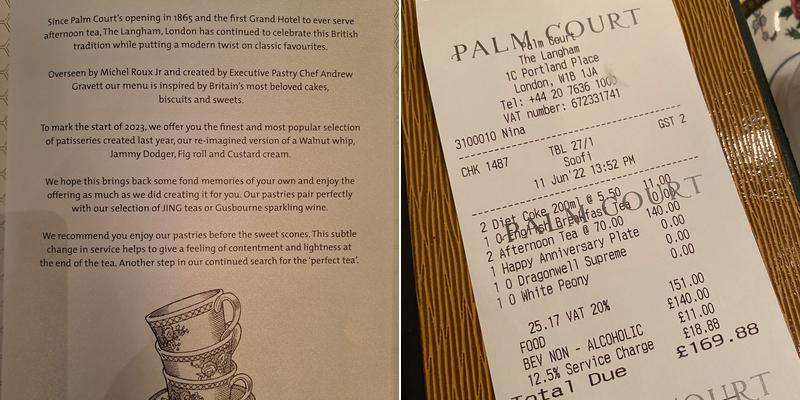 Since Palm Court's opening in 1865 and the first Grand Hotel to ever serve
afternoon tea, The Langham, London has continued to celebrate this British
tradition while putting a modern twist on classic favourites.
Overseen by Michel Roux Jr and created by Executive Pastry Chef Andrew
Gravett our menu is inspired by Britain's most beloved cakes,
biscuits and sweets.
To mark the start of 2023, we offer you the finest and most popular selection
of patisseries created last year, our re-imagined version of a Walnut whip,
Jammy Dodger, Fig roll and Custard cream.
We hope this brings back some fond memories of your own and enjoy the
offering as much as we did creating it for you. Our pastries pair perfectly
with our selection of JING teas or Gusbourne sparkling wine.
We recommend you enjoy our pastries before the sweet scones. This subtle
change in service helps to give a feeling of contentment and lightness at
the end of the tea. Another step in our continued search for the 'perfect tea'.
PALM COURT
Palm Court
The Langham
1C Portland Place
London, W1B 1JA
Tel: +44 20 7636 1000
VAT number: 672331741
3100010 Nina
CHK 1487 TBL 27/1 GST 2
Soofi
11 Jun'22 13:52 PM
PALM COURT
2 Diet Coke 200ml @ 5.50 11.00
1 0 English Breakfast Tea 0.00
2 Afternoon Tea @ 70.00 140.00
1 Happy Anniversary Plate 0.00
1 0 Dragonwell Supreme 0.00
1 0 White Peony 0.00
25.17 VAT 20% 151.00
FOOD £140.00
BEV NON - ALCOHOLIC £11.00
12.5% Service Charge £18.88
Total Due £169.88
COURT